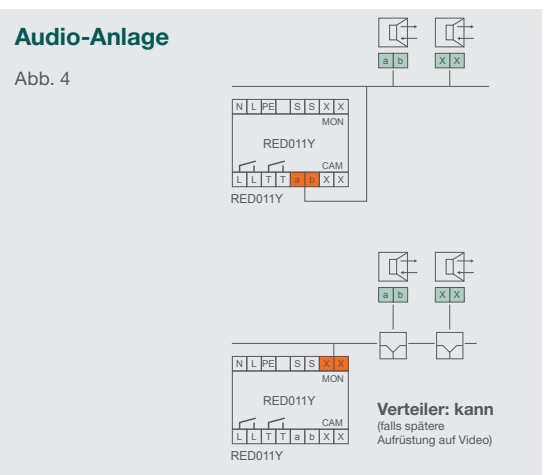 Audio-Anlage
Abb. 4
a b X X
N L PE S S X X
MON
RED011Y
CAM
L L T T a b X X
RED011Y
a b X X
N L PE S S X X
MON
RED011Y
CAM
L L T T a b X X
RED011Y
Verteiler: kann
(falls spätere
Aufrüstung auf Video)